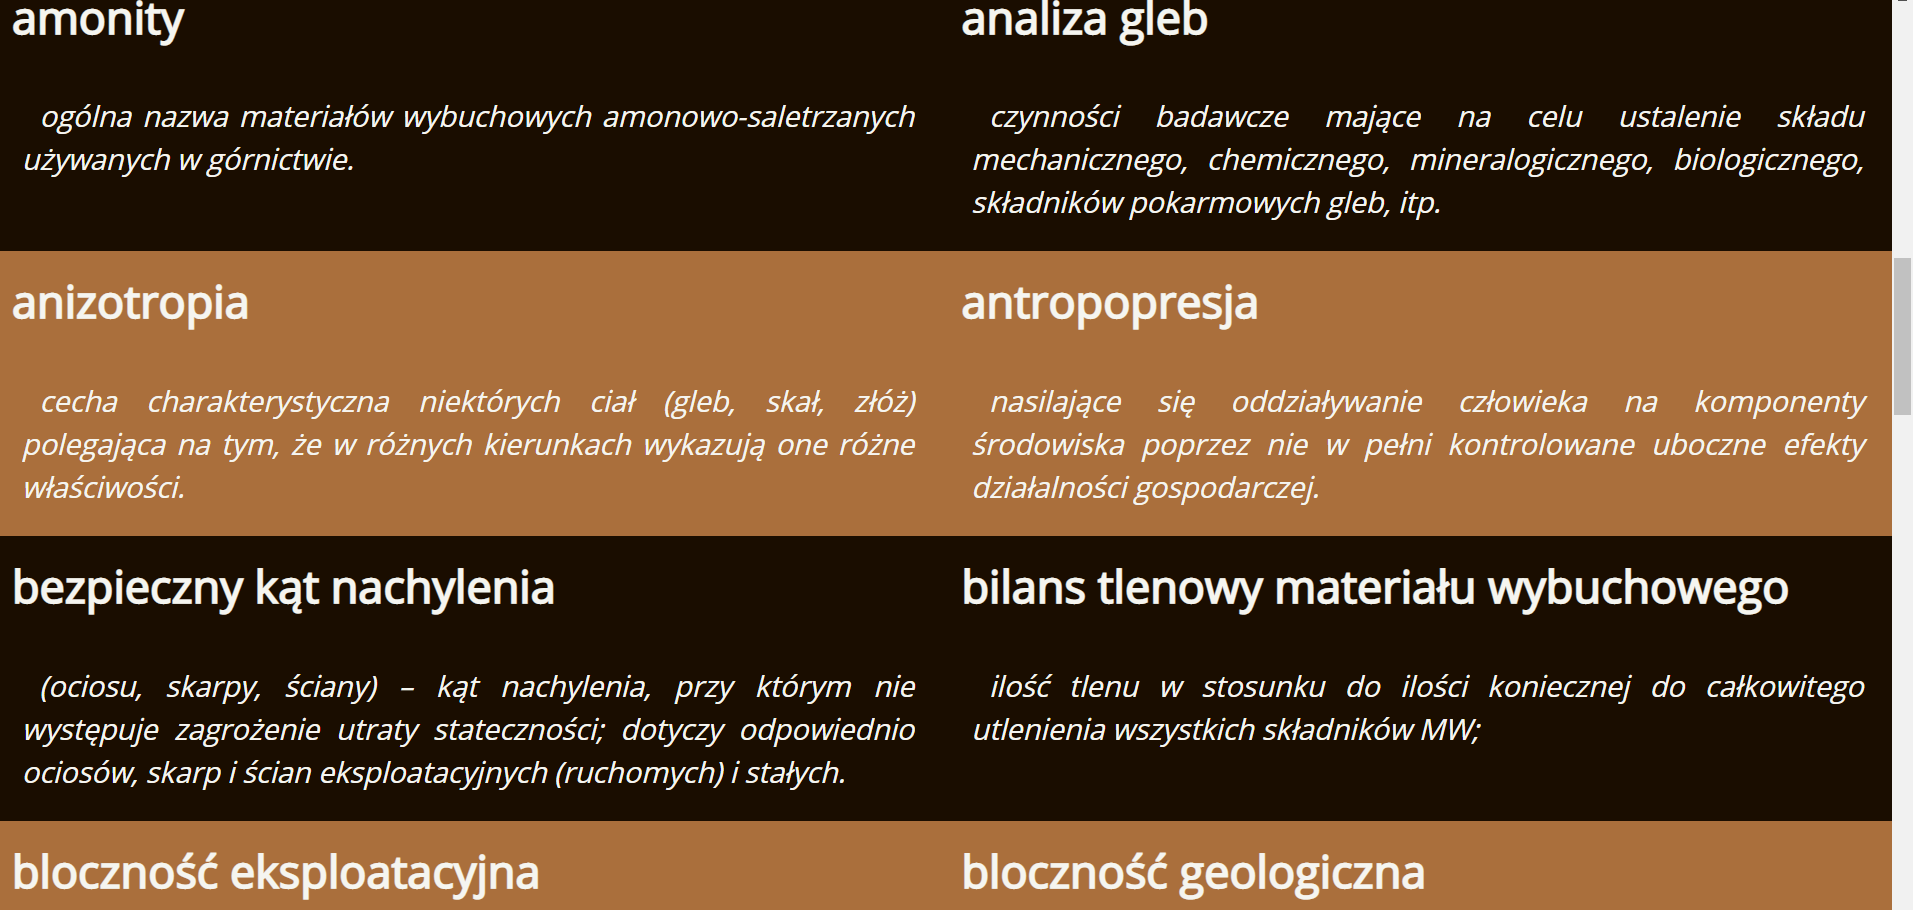 amonity
ogólna nazwa materiałów wybuchowych amonowo-saletrzanych
używanych w górnictwie.
analiza gleb
czynności badawcze mające na celu ustalenie składu
mechanicznego, chemicznego, mineralogicznego, biologicznego,
składników pokarmowych gleb, itp.
anizotropia
cecha charakterystyczna niektórych ciał (gleb, skał, złóż)
polegająca na tym, że w różnych kierunkach wykazują one różne
właściwości.
antropopresja
nasilające się oddziaływanie człowieka na komponenty
środowiska poprzez nie w pełni kontrolowane uboczne efekty
działalności gospodarczej.
bezpieczny kąt nachylenia
(ociosu, skarpy, ściany) – kąt nachylenia, przy którym nie
występuje zagrożenie utraty stateczności; dotyczy odpowiednio
ociosów, skarp i ścian eksploatacyjnych (ruchomych) i stałych.
bilans tlenowy materiału wybuchowego
ilość tlenu w stosunku do ilości koniecznej do całkowitego
utlenienia wszystkich składników MW;
bloczność eksploatacyjna
bloczność geologiczna